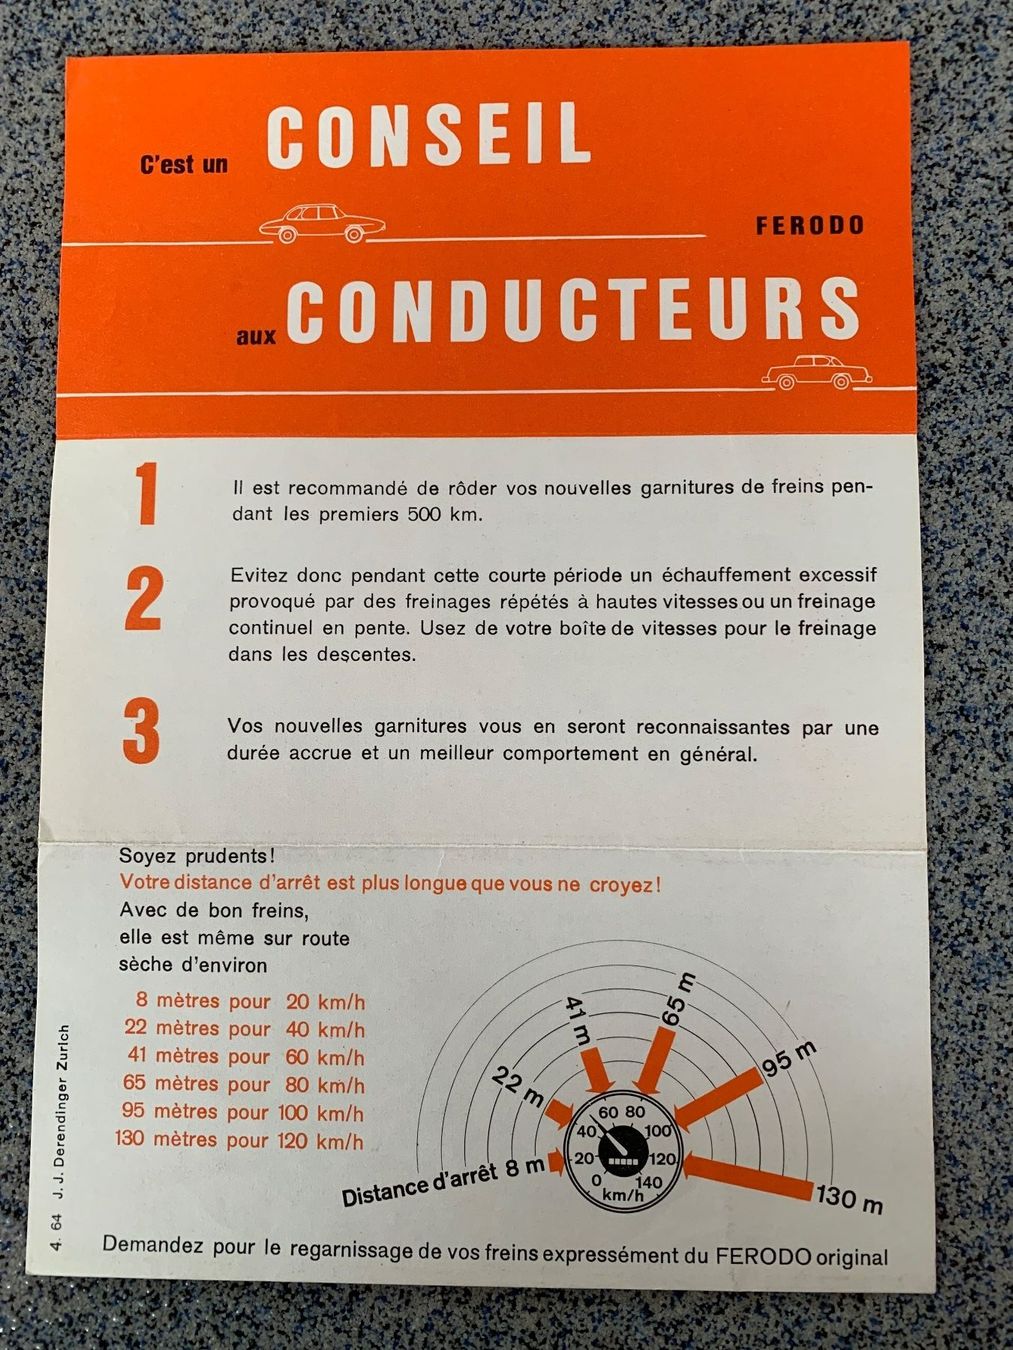 C'est un CONSEIL
FERODO
aux CONDUCTEURS
1
Il est recommandé de rôder vos nouvelles garnitures de freins pen-
dant les premiers 500 km.
2
Evitez donc pendant cette courte période un échauffement excessif
provoqué par des freinages répétés à hautes vitesses ou un freinage
continuel en pente. Usez de votre boîte de vitesses pour le freinage
dans les descentes.
3
Vos nouvelles garnitures vous en seront reconnaissantes par une
durée accrue et un meilleur comportement en général.
Soyez prudents!
Votre distance d'arrêt est plus longue que vous ne croyez!
Avec de bon freins,
elle est même sur route
sèche d'environ
8 mètres pour 20 km/h
22 mètres pour 40 km/h
41 mètres pour 60 km/h
65 mètres pour 80 km/h
95 mètres pour 100 km/h
130 mètres pour 120 km/h
Distance d'arrêt 8 m
22 m
41 m
65 m
95 m
130 m
0
20
40
60
80
100
120
140
km/h
Demandez pour le regarnissage de vos freins expressément du FERODO original
4. 64 J. J. Derendinger Zurich